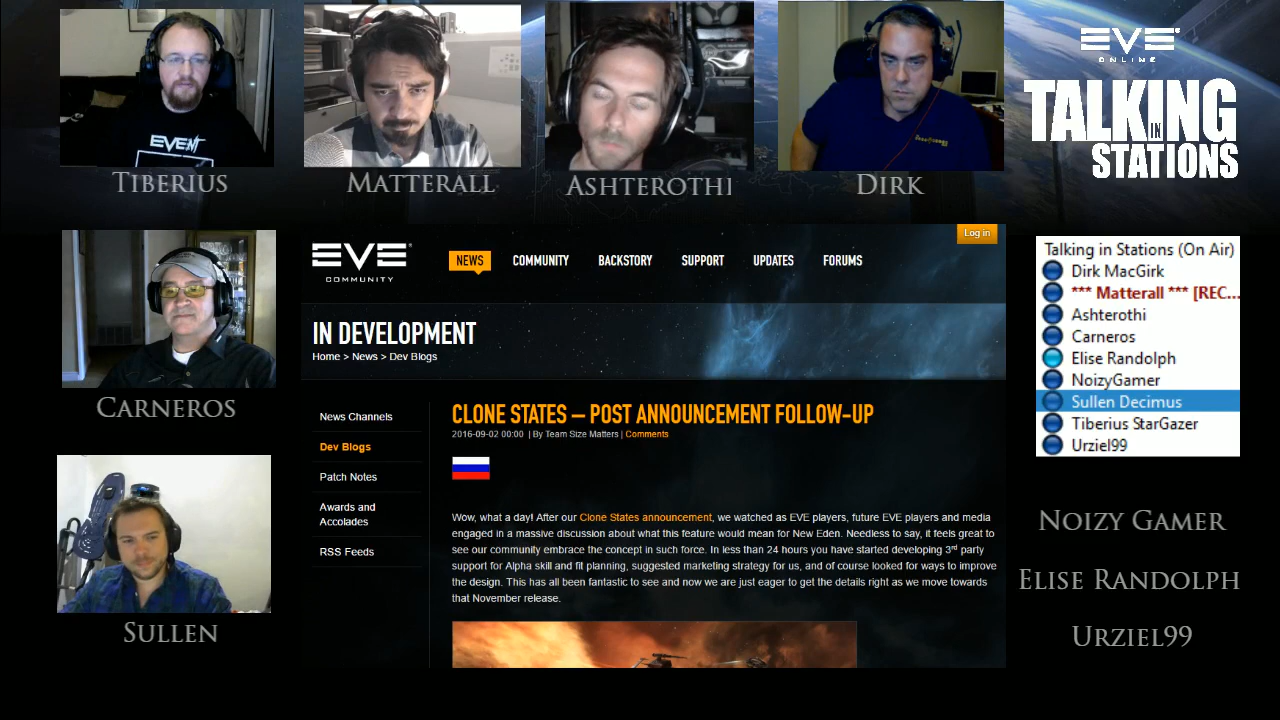 EVE
ONLINE
TALKING
IN
STATIONS
TIBERIUS
MATTERALL
ASHTEROTHI
DIRK
CARNEROS
SULLEN
EVE
COMMUNITY
Log in
NEWS
COMMUNITY
BACKSTORY
SUPPORT
UPDATES
FORUMS
IN DEVELOPMENT
Home > News > Dev Blogs
News Channels
Dev Blogs
Patch Notes
Awards and
Accolades
RSS Feeds
CLONE STATES – POST ANNOUNCEMENT FOLLOW-UP
2016-09-02 00:00 | By Team Size Matters | Comments
Wow, what a day! After our Clone States announcement, we watched as EVE players, future EVE players and media
engaged in a massive discussion about what this feature would mean for New Eden. Needless to say, it feels great to
see our community embrace the concept in such force. In less than 24 hours you have started developing 3rd party
support for Alpha skill and fit planning, suggested marketing strategy for us, and of course looked for ways to improve
the design. This has all been fantastic to see and now we are just eager to get the details right as we move towards
that November release.
Talking in Stations (On Air)
Dirk MacGirk
*** Matterall *** [REC...
Ashterothi
Carneros
Elise Randolph
NoizyGamer
Sullen Decimus
Tiberius StarGazer
Urziel99
NOIZY GAMER
ELISE RANDOLPH
URZIEL99